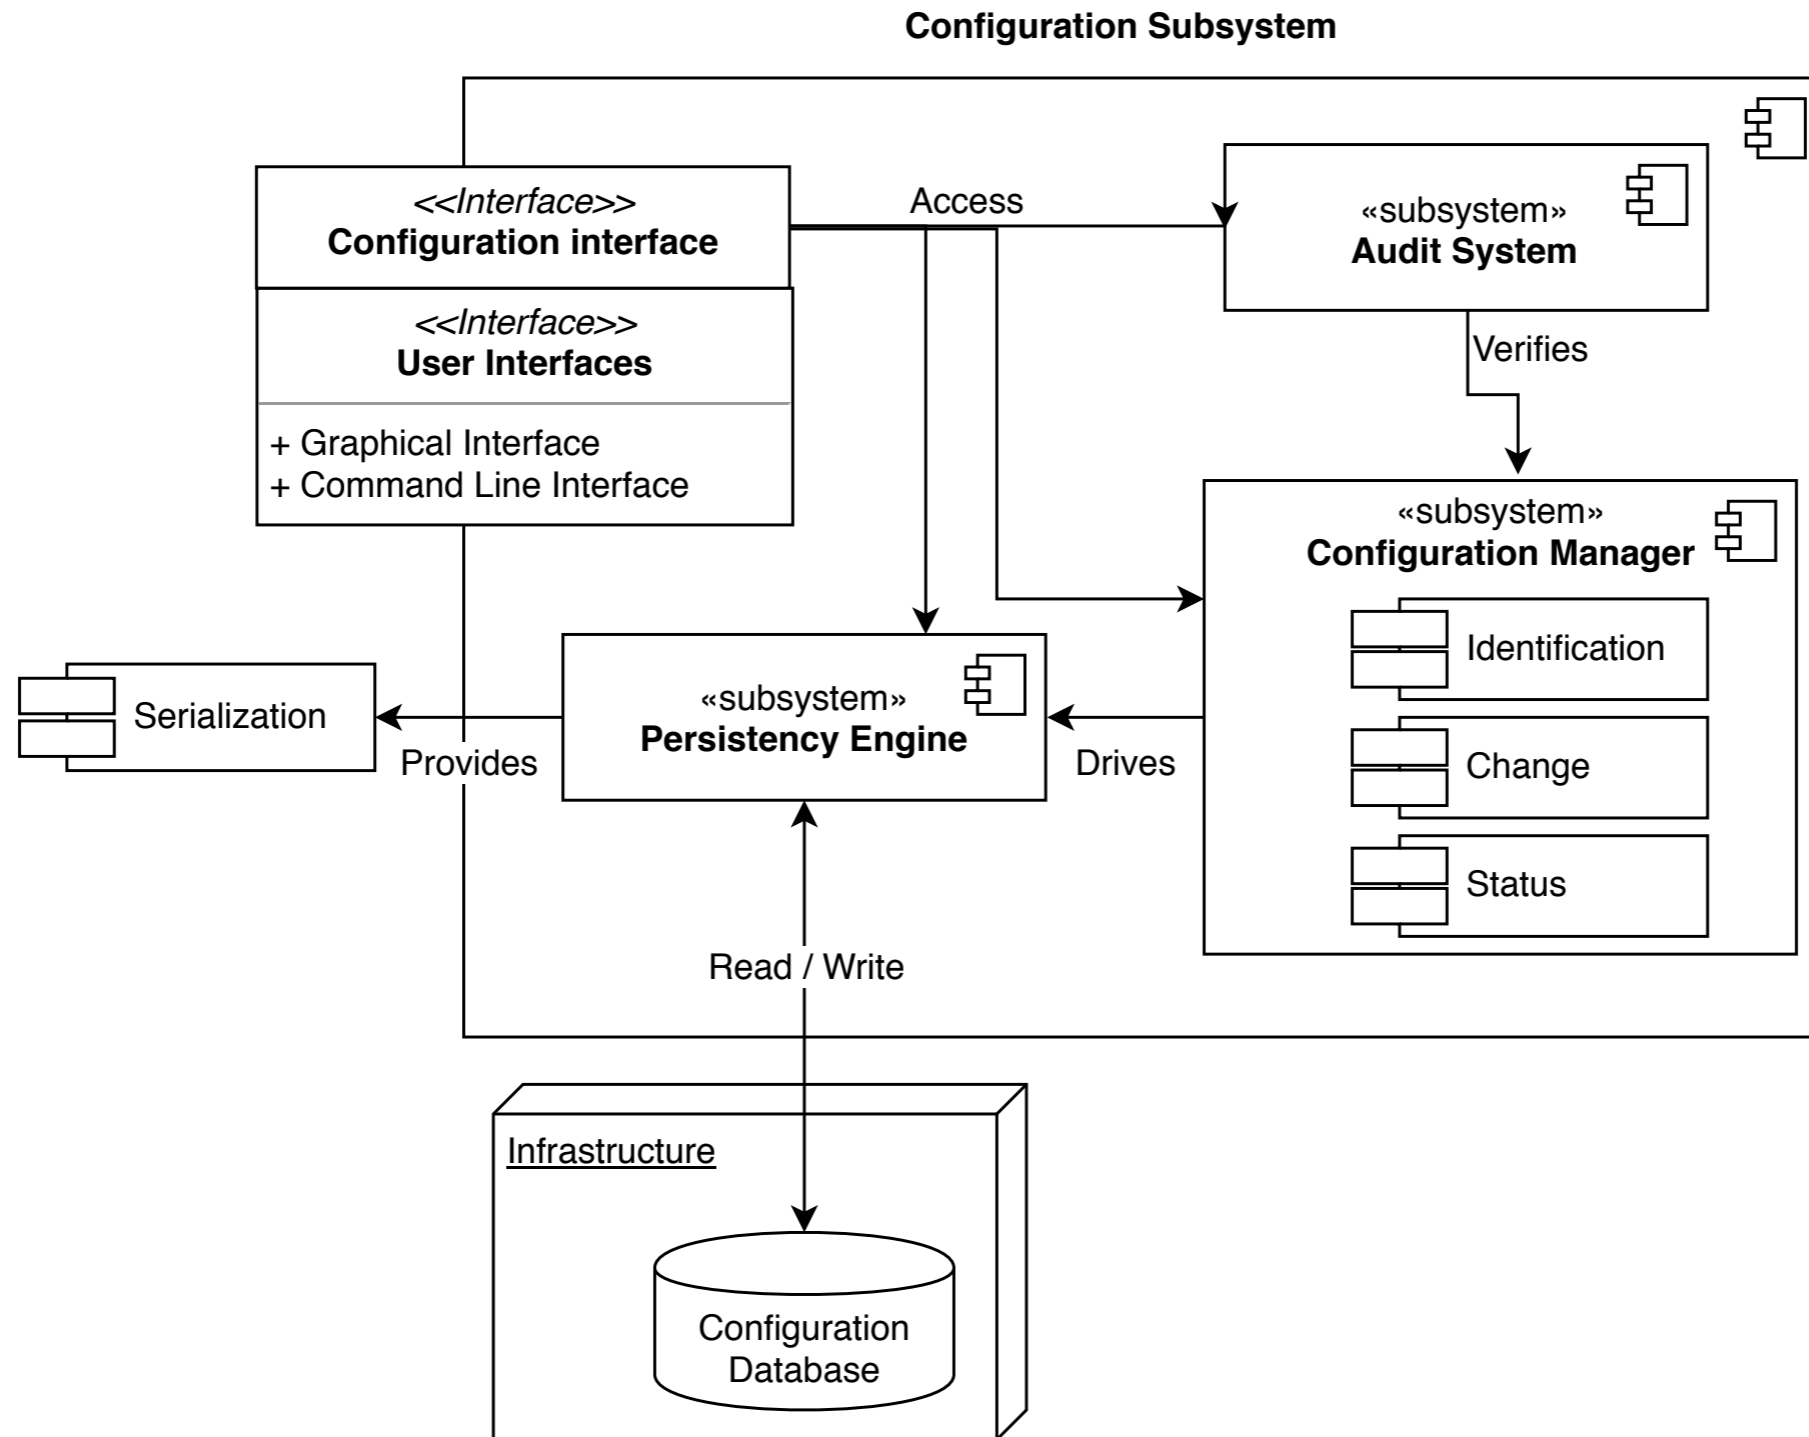 Configuration Subsystem
<<Interface>>
Configuration interface
Access
«subsystem»
Audit System
<<Interface>>
User Interfaces
Verifies
+ Graphical Interface
+ Command Line Interface
«subsystem»
Configuration Manager
Identification
Serialization
Provides
«subsystem»
Persistency Engine
Drives
Change
Status
Read / Write
Infrastructure
Configuration
Database